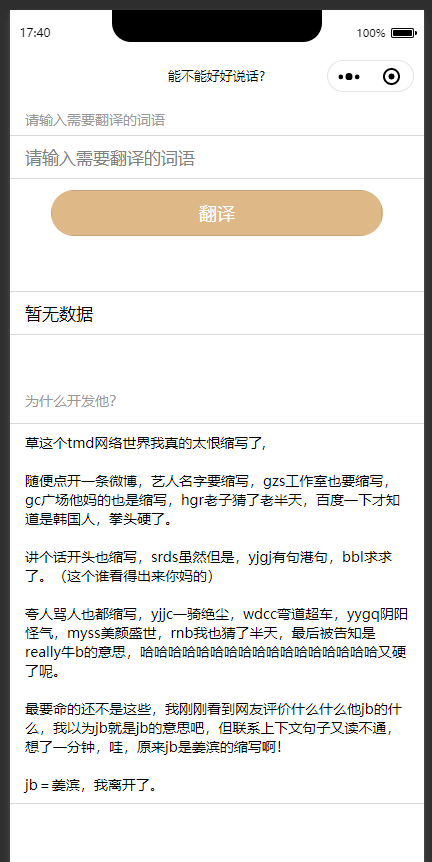 17:40
100%
能不能好好说话?
请输入需要翻译的词语
请输入需要翻译的词语
翻译
暂无数据
为什么开发他?
草这个tmd网络世界我真的太恨缩写了,
随便点开一条微博，艺人名字要缩写，gzs工作室也要缩写，
gc广场他妈的也是缩写，hgr老子猜了老半天，百度一下才知
道是韩国人，拳头硬了。
讲个话开头也缩写，srds虽然但是，yjgj有句港句，bbl求求
了。（这个谁看得出来你妈的）
夸人骂人也都缩写，yjjc一骑绝尘，wdcc弯道超车，yygq阴阳
怪气，myss美颜盛世，rnb我也猜了半天，最后被告知是
really牛b的意思，哈哈哈哈哈哈哈哈哈哈哈哈哈哈哈哈哈又硬
了呢。
最要命的还不是这些，我刚刚看到网友评价什么什么他jb的什
么，我以为jb就是jb的意思吧，但联系上下文句子又读不通，
想了一分钟，哇，原来jb是姜滨的缩写啊!
jb＝姜滨，我离开了。